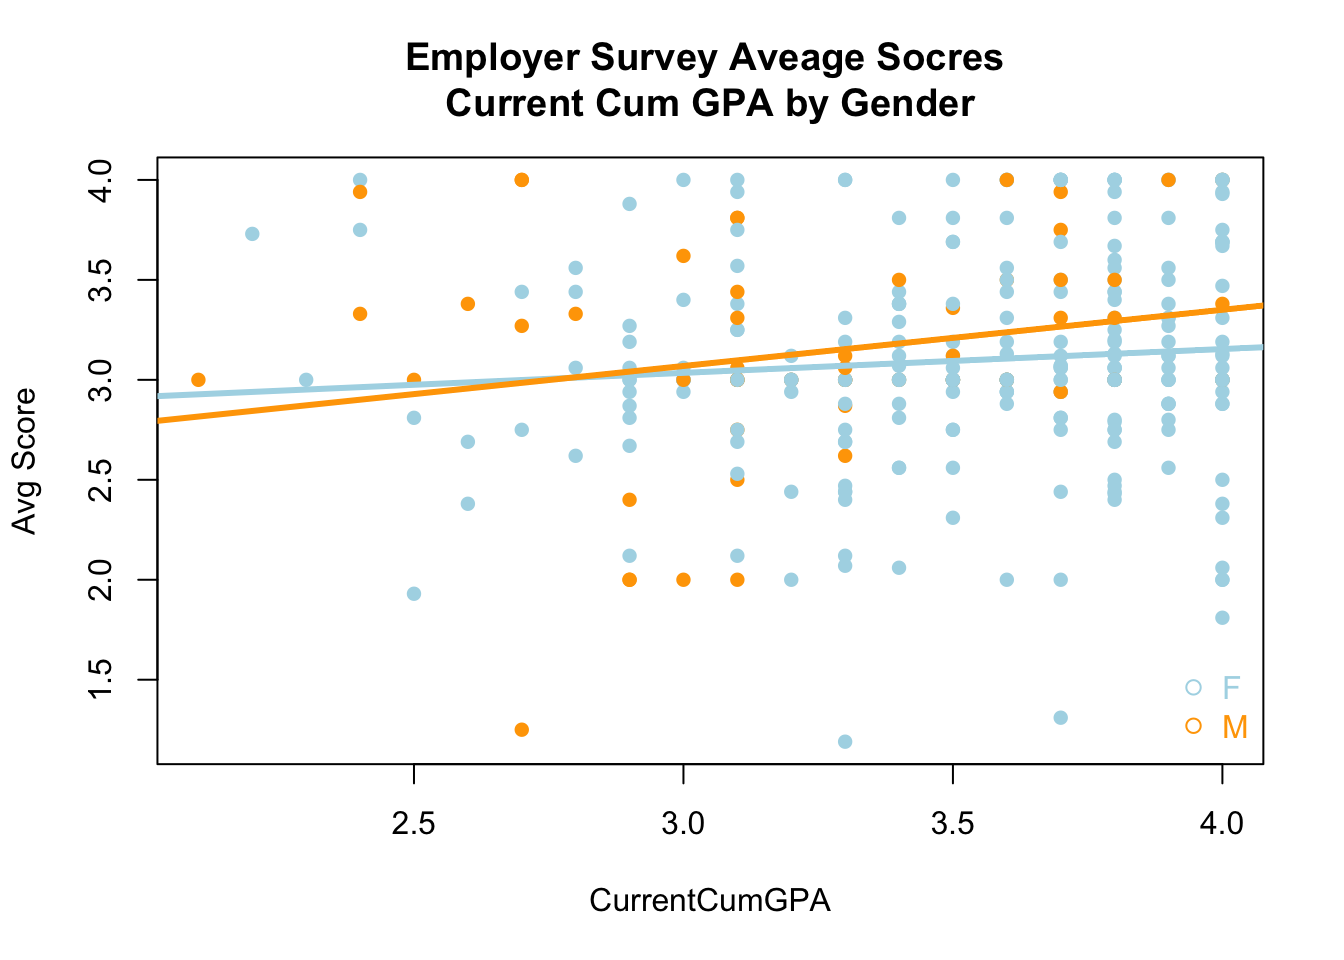 Employer Survey Aveage Socres
Current Cum GPA by Gender
4.0
3.5
3.0
2.5
2.0
1.5
Avg Score
F
M
2.5 3.0 3.5 4.0
CurrentCumGPA